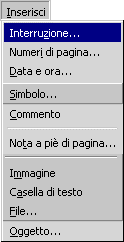 Inserisci
Interruzione...
Numeri di pagina...
Data e ora...
Simbolo...
Commento
Nota a piè di pagina...
Immagine
Casella di testo
File...
Oggetto...